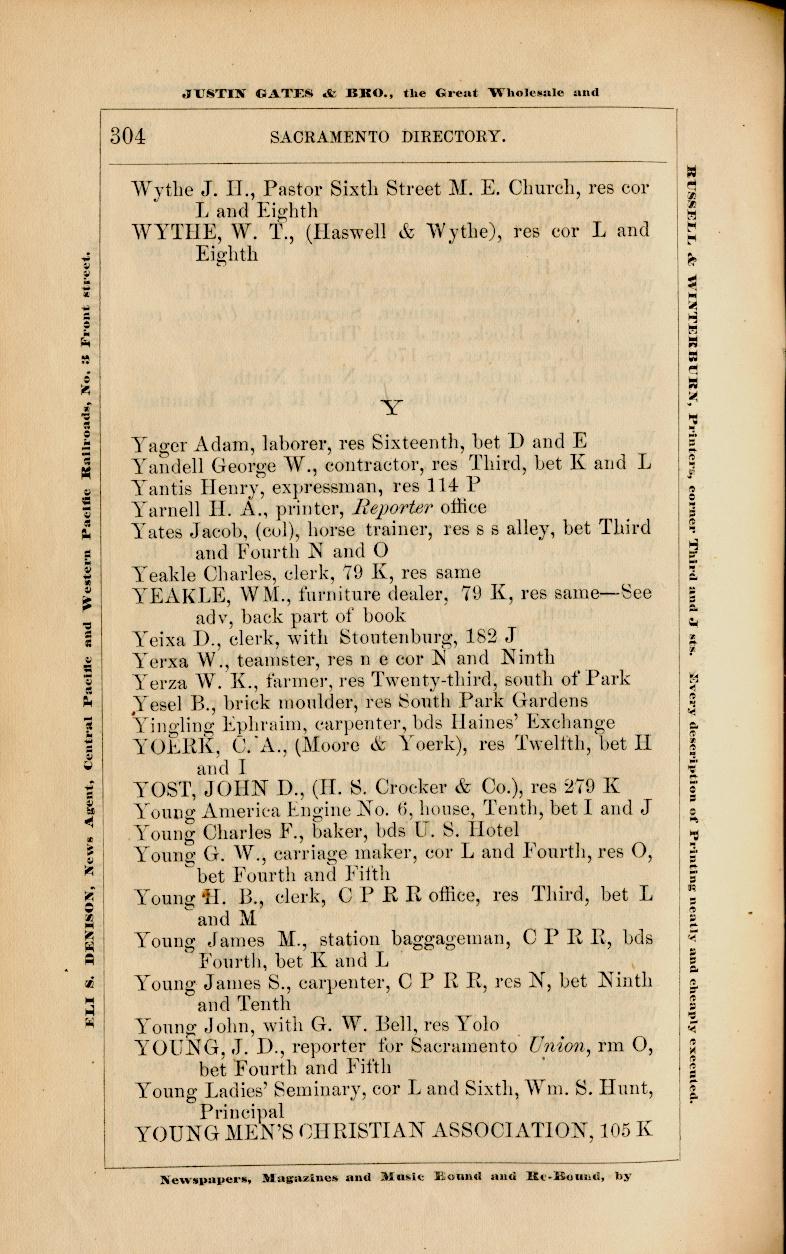 JUSTIN GATES & BRO., the Great Wholesale and
304 SACRAMENTO DIRECTORY.
Wythe J. H., Pastor Sixth Street M. E. Church, res cor
L and Eighth
WYTHE, W. T., (Haswell & Wythe), res cor L and
Eighth
Y
Yager Adam, laborer, res Sixteenth, bet D and E
Yandell George W., contractor, res Third, bet K and L
Yantis Henry, expressman, res 114 P
Yarnell H. A., printer, Reporter office
Yates Jacob, (col), horse trainer, res s s alley, bet Third
and Fourth N and O
Yeakle Charles, clerk, 79 K, res same
YEAKLE, WM., furniture dealer, 79 K, res same—See
adv, back part of book
Yeixa D., clerk, with Stoutenburg, 182 J
Yerxa W., teamster, res n e cor N and Ninth
Yerza W. K., farmer, res Twenty-third, south of Park
Yesel B., brick moulder, res South Park Gardens
Yingling Ephraim, carpenter, bds Haines' Exchange
YOERK, C. A., (Moore & Yoerk), res Twelfth, bet H
and I
YOST, JOHN D., (H. S. Crocker & Co.), res 279 K
Young America Engine No. 6, house, Tenth, bet I and J
Young Charles F., baker, bds U. S. Hotel
Young G. W., carriage maker, cor L and Fourth, res O,
bet Fourth and Fifth
Young H. B., clerk, C P R R office, res Third, bet L
and M
Young James M., station baggageman, C P R R, bds
Fourth, bet K and L
Young James S., carpenter, C P R R, res N, bet Ninth
and Tenth
Young John, with G. W. Bell, res Yolo
YOUNG, J. D., reporter for Sacramento Union, rm O,
bet Fourth and Fifth
Young Ladies' Seminary, cor L and Sixth, Wm. S. Hunt,
Principal
YOUNG MEN'S CHRISTIAN ASSOCIATION, 105 K
Newspapers, Magazines and Music Bound and Re-Bound, by
ELI S. DENISON, News Agent, Central Pacific and Western Pacific Railroads, No. 3 Front street.
RUSSELL & WINTERBURN, Printers, corner Third and J sts. Every description of Printing neatly and cheaply executed.